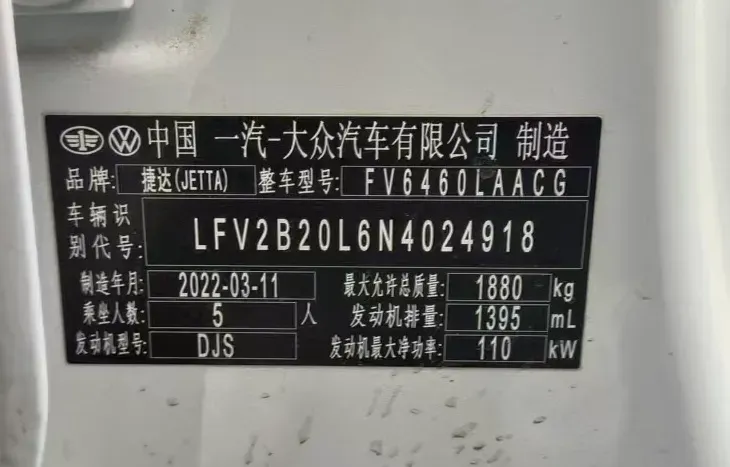 中国 一汽-大众汽车有限公司 制造
品牌: 捷达(JETTA) 整车型号: FV6460LAACG
车辆识别代号: LFV2B20L6N4024918
制造年月: 2022-03-11 最大允许总质量: 1880 kg
乘坐人数: 5 人 发动机排量: 1395 mL
发动机型号: DJS 发动机最大净功率: 110 kW